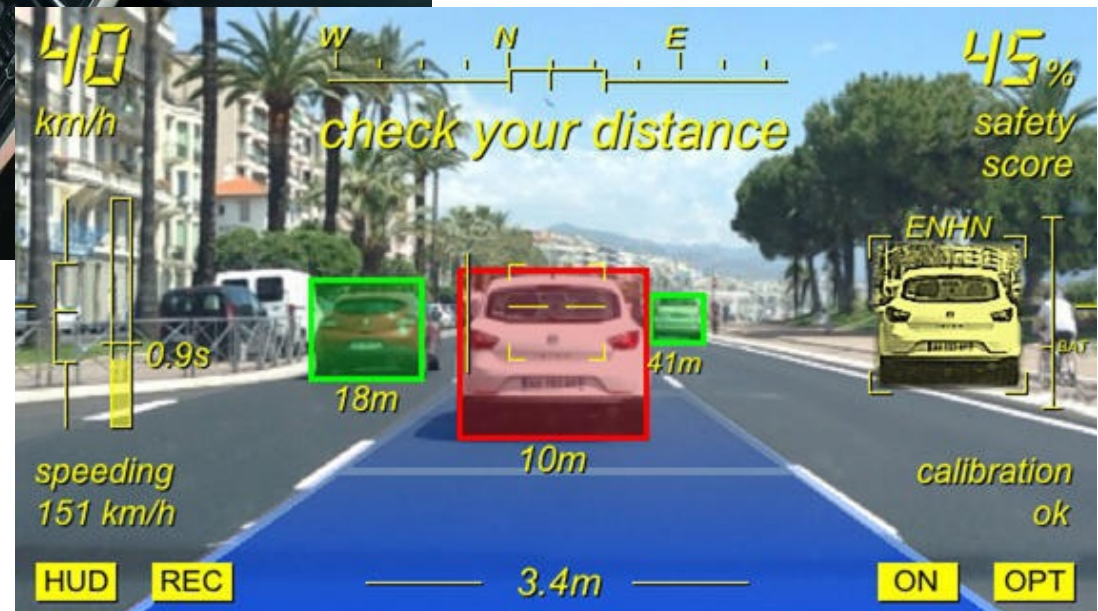 40
km/h
W N E
45%
safety
score
check your distance
ENHN
0.9s
BAT
18m
41m
10m
speeding
151 km/h
calibration
ok
HUD
REC
3.4m
ON
OPT